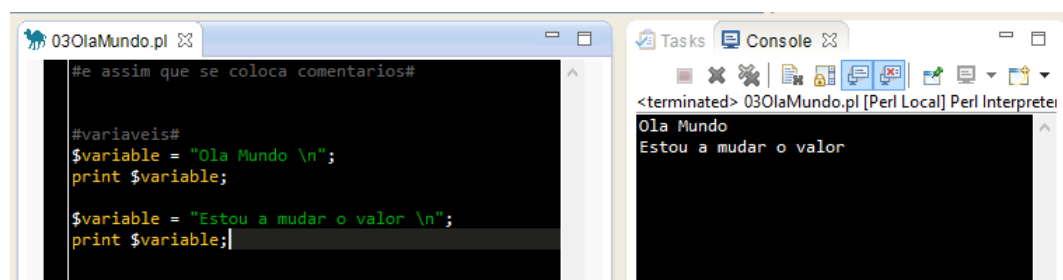 03OlaMundo.pl
#e assim que se coloca comentarios#
#variaveis#
$variable = "Ola Mundo \n";
print $variable;
$variable = "Estou a mudar o valor \n";
print $variable;
Tasks Console
<terminated> 03OlaMundo.pl [Perl Local] Perl Interpreter
Ola Mundo
Estou a mudar o valor